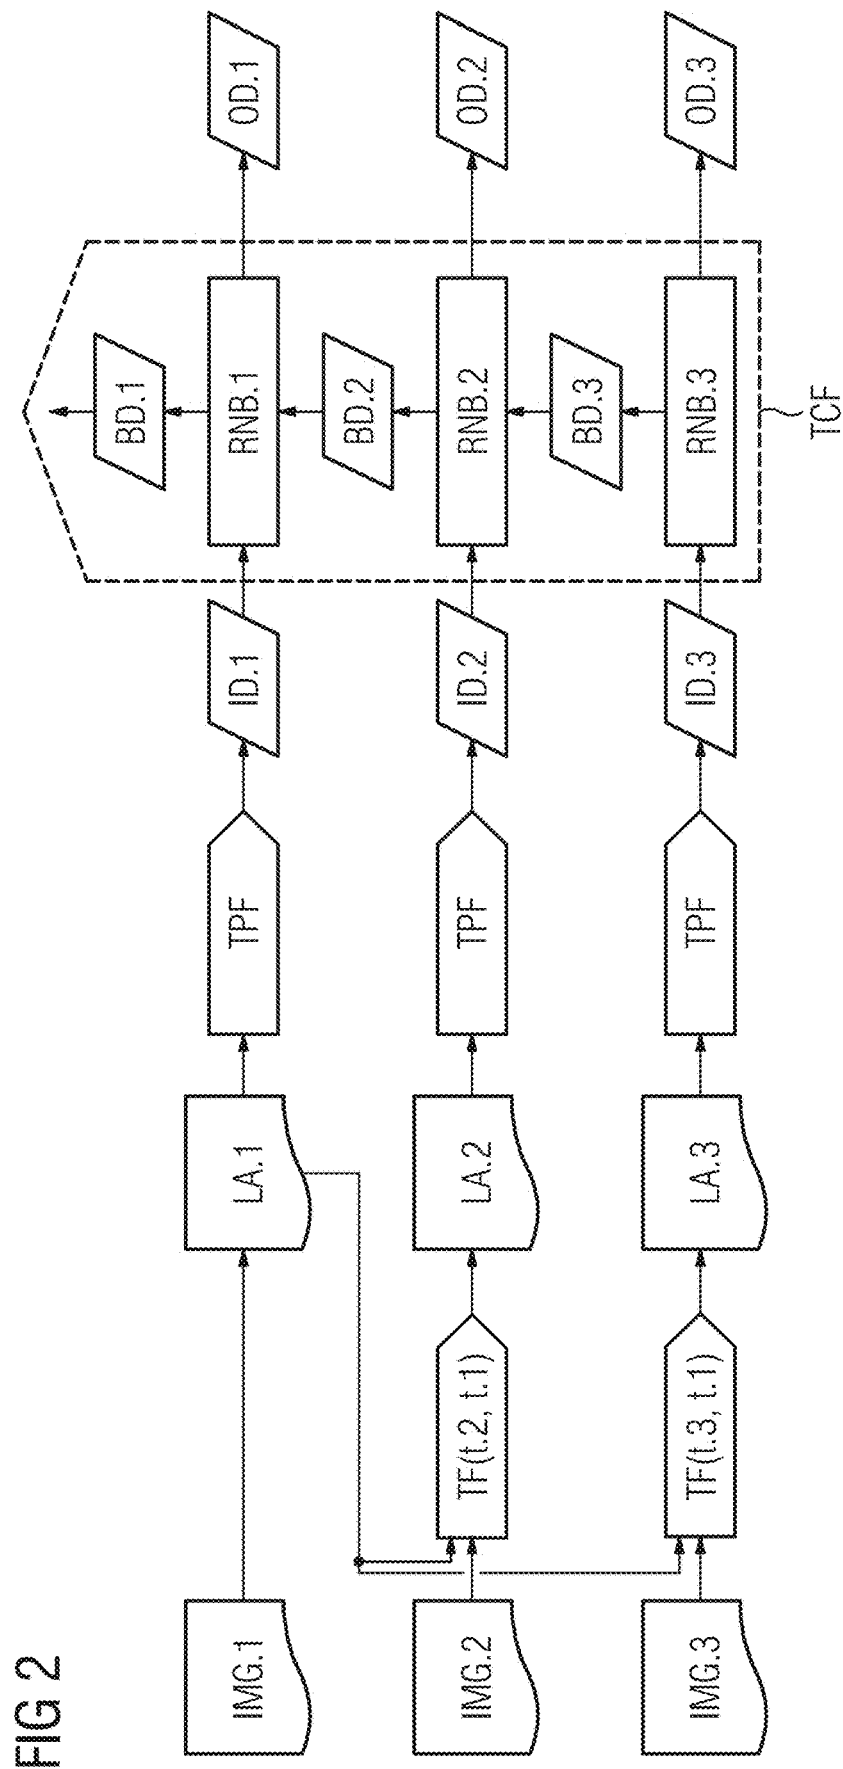 FIG 2
IMG.1
LA.1
TPF
ID.1
RNB.1
BD.1
OD.1
IMG.2
TF(t.2, t.1)
LA.2
TPF
ID.2
RNB.2
BD.2
OD.2
IMG.3
TF(t.3, t.1)
LA.3
TPF
ID.3
RNB.3
BD.3
OD.3
TCF